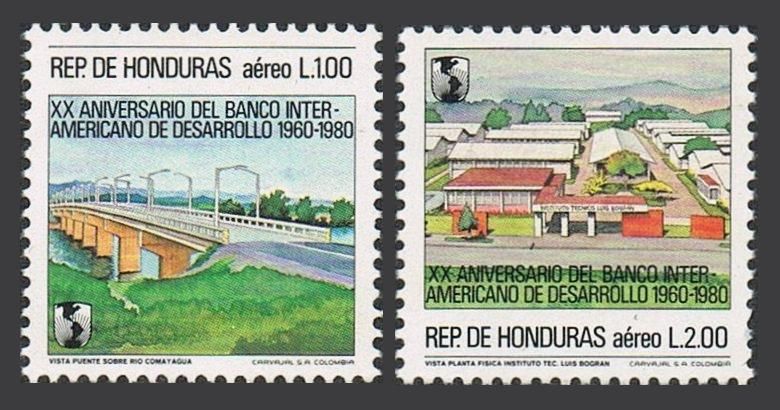 REP. DE HONDURAS aéreo L.1.00
XX ANIVERSARIO DEL BANCO INTER-
AMERICANO DE DESARROLLO 1960-1980
VISTA PUENTE SOBRE RIO COMAYAGUA CARVAJAL S.A. COLOMBIA
INSTITUTO TECNICO LUIS BOGRAN
XX ANIVERSARIO DEL BANCO INTER-
AMERICANO DE DESARROLLO 1960-1980
REP. DE HONDURAS aéreo L.2.00
VISTA PLANTA FISICA INSTITUTO TEC. LUIS BOGRAN CARVAJAL S.A. COLOMBIA